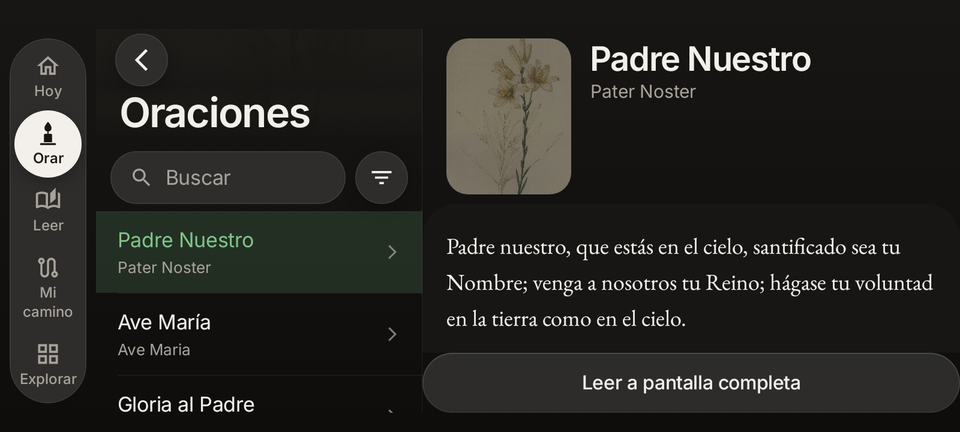 Hoy
Orar
Leer
Mi
camino
Explorar
Oraciones
Buscar
Padre Nuestro
Pater Noster
Ave María
Ave Maria
Gloria al Padre
Padre Nuestro
Pater Noster
Padre nuestro, que estás en el cielo, santificado sea tu
Nombre; venga a nosotros tu Reino; hágase tu voluntad
en la tierra como en el cielo.
Leer a pantalla completa